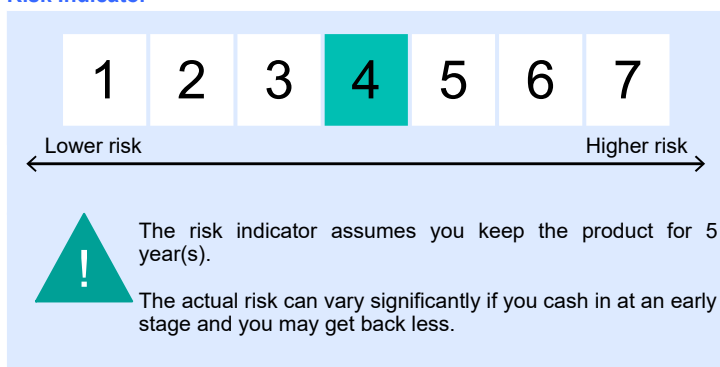 Risk Indicator
1 2 3 4 5 6 7
Lower risk Higher risk
! The risk indicator assumes you keep the product for 5
year(s).
The actual risk can vary significantly if you cash in at an early
stage and you may get back less.